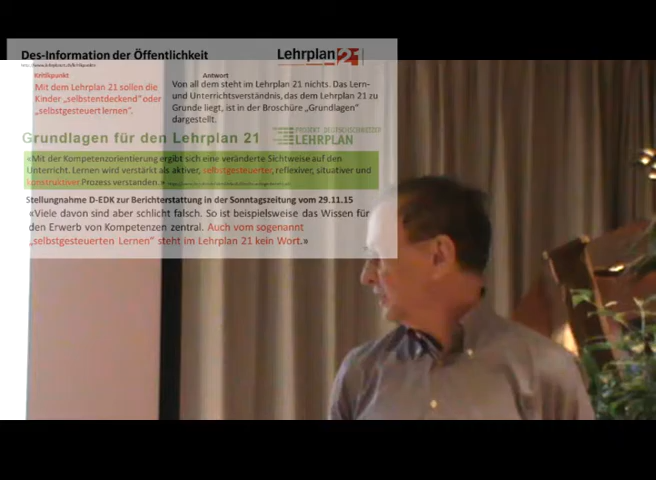 Des-Information der Öffentlichkeit
Lehrplan 21
Kritikpunkt
Antwort
Mit dem Lehrplan 21 sollen die
Kinder „selbstentdeckend" oder
„selbstgesteuert lernen".
Von all dem steht im Lehrplan 21 nichts. Das Lern-
und Unterrichtsverständnis, das dem Lehrplan 21 zu
Grunde liegt, ist in der Broschüre „Grundlagen"
dargestellt.
Grundlagen für den Lehrplan 21
PROJEKT DEUTSCHSCHWEIZER
LEHRPLAN
«Mit der Kompetenzorientierung ergibt sich eine veränderte Sichtweise auf den
Unterricht. Lernen wird verstärkt als aktiver, selbstgesteuerter, reflexiver, situativer und
konstruktiver Prozess verstanden.»
Stellungnahme D-EDK zur Berichterstattung in der Sonntagszeitung vom 29.11.15
«Viele davon sind aber schlicht falsch. So ist beispielsweise das Wissen für
den Erwerb von Kompetenzen zentral. Auch vom sogenannt
„selbstgesteuerten Lernen" steht im Lehrplan 21 kein Wort.»